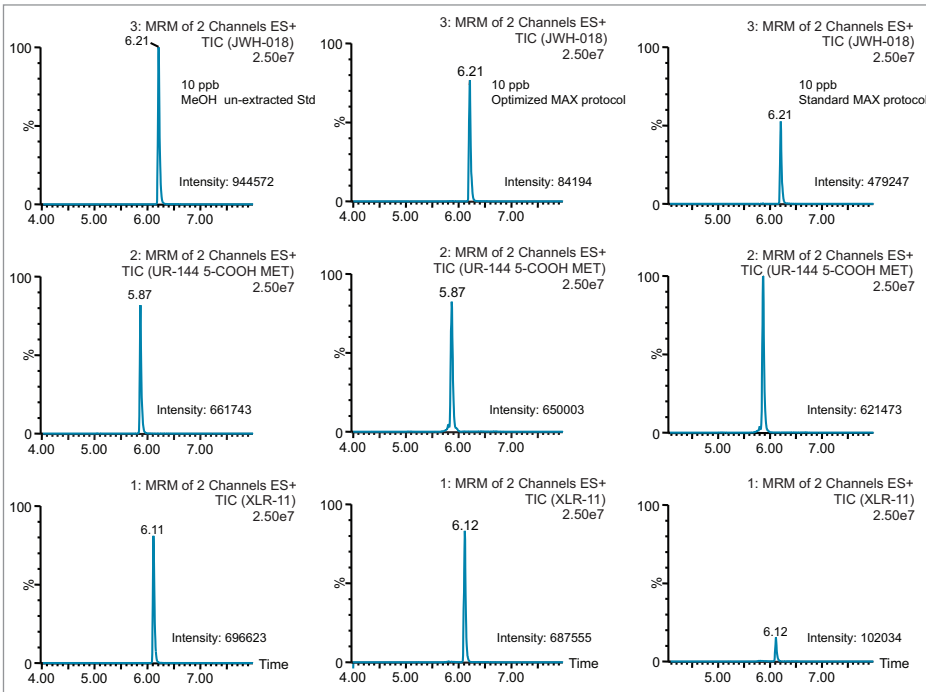 3: MRM of 2 Channels ES+
TIC (JWH-018)
2.50e7
100
6.21
10 ppb
MeOH un-extracted Std
%
Intensity: 944572
0
4.00 5.00 6.00 7.00
3: MRM of 2 Channels ES+
TIC (JWH-018)
2.50e7
100
6.21
10 ppb
Optimized MAX protocol
%
Intensity: 84194
0
4.00 5.00 6.00 7.00
3: MRM of 2 Channels ES+
TIC (JWH-018)
2.50e7
100
10 ppb
Standard MAX protocol
6.21
%
Intensity: 479247
0
5.00 6.00 7.00
2: MRM of 2 Channels ES+
TIC (UR-144 5-COOH MET)
2.50e7
100
5.87
%
Intensity: 661743
0
4.00 5.00 6.00 7.00
2: MRM of 2 Channels ES+
TIC (UR-144 5-COOH MET)
2.50e7
100
5.87
%
Intensity: 650003
0
4.00 5.00 6.00 7.00
2: MRM of 2 Channels ES+
TIC (UR-144 5-COOH MET)
2.50e7
100
%
Intensity: 621473
0
5.00 6.00 7.00
1: MRM of 2 Channels ES+
TIC (XLR-11)
2.50e7
100
6.11
%
Intensity: 696623
0
Time
4.00 5.00 6.00 7.00
1: MRM of 2 Channels ES+
TIC (XLR-11)
2.50e7
100
6.12
%
Intensity: 687555
0
Time
4.00 5.00 6.00 7.00
1: MRM of 2 Channels ES+
TIC (XLR-11)
2.50e7
100
%
6.12
Intensity: 102034
0
5.00 6.00 7.00